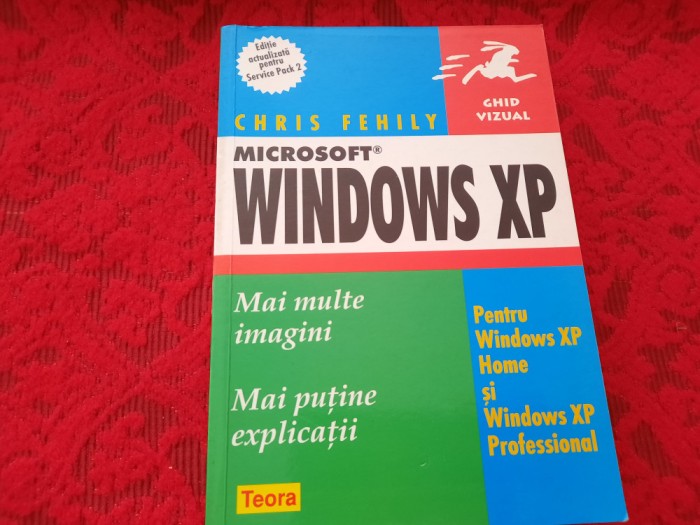 Ediție
actualizată
pentru
Service Pack 2
GHID
VIZUAL
CHRIS FEHILY
MICROSOFT®
WINDOWS XP
Mai multe
imagini
Mai puține
explicații
Pentru
Windows XP
Home
și
Windows XP
Professional
Teora